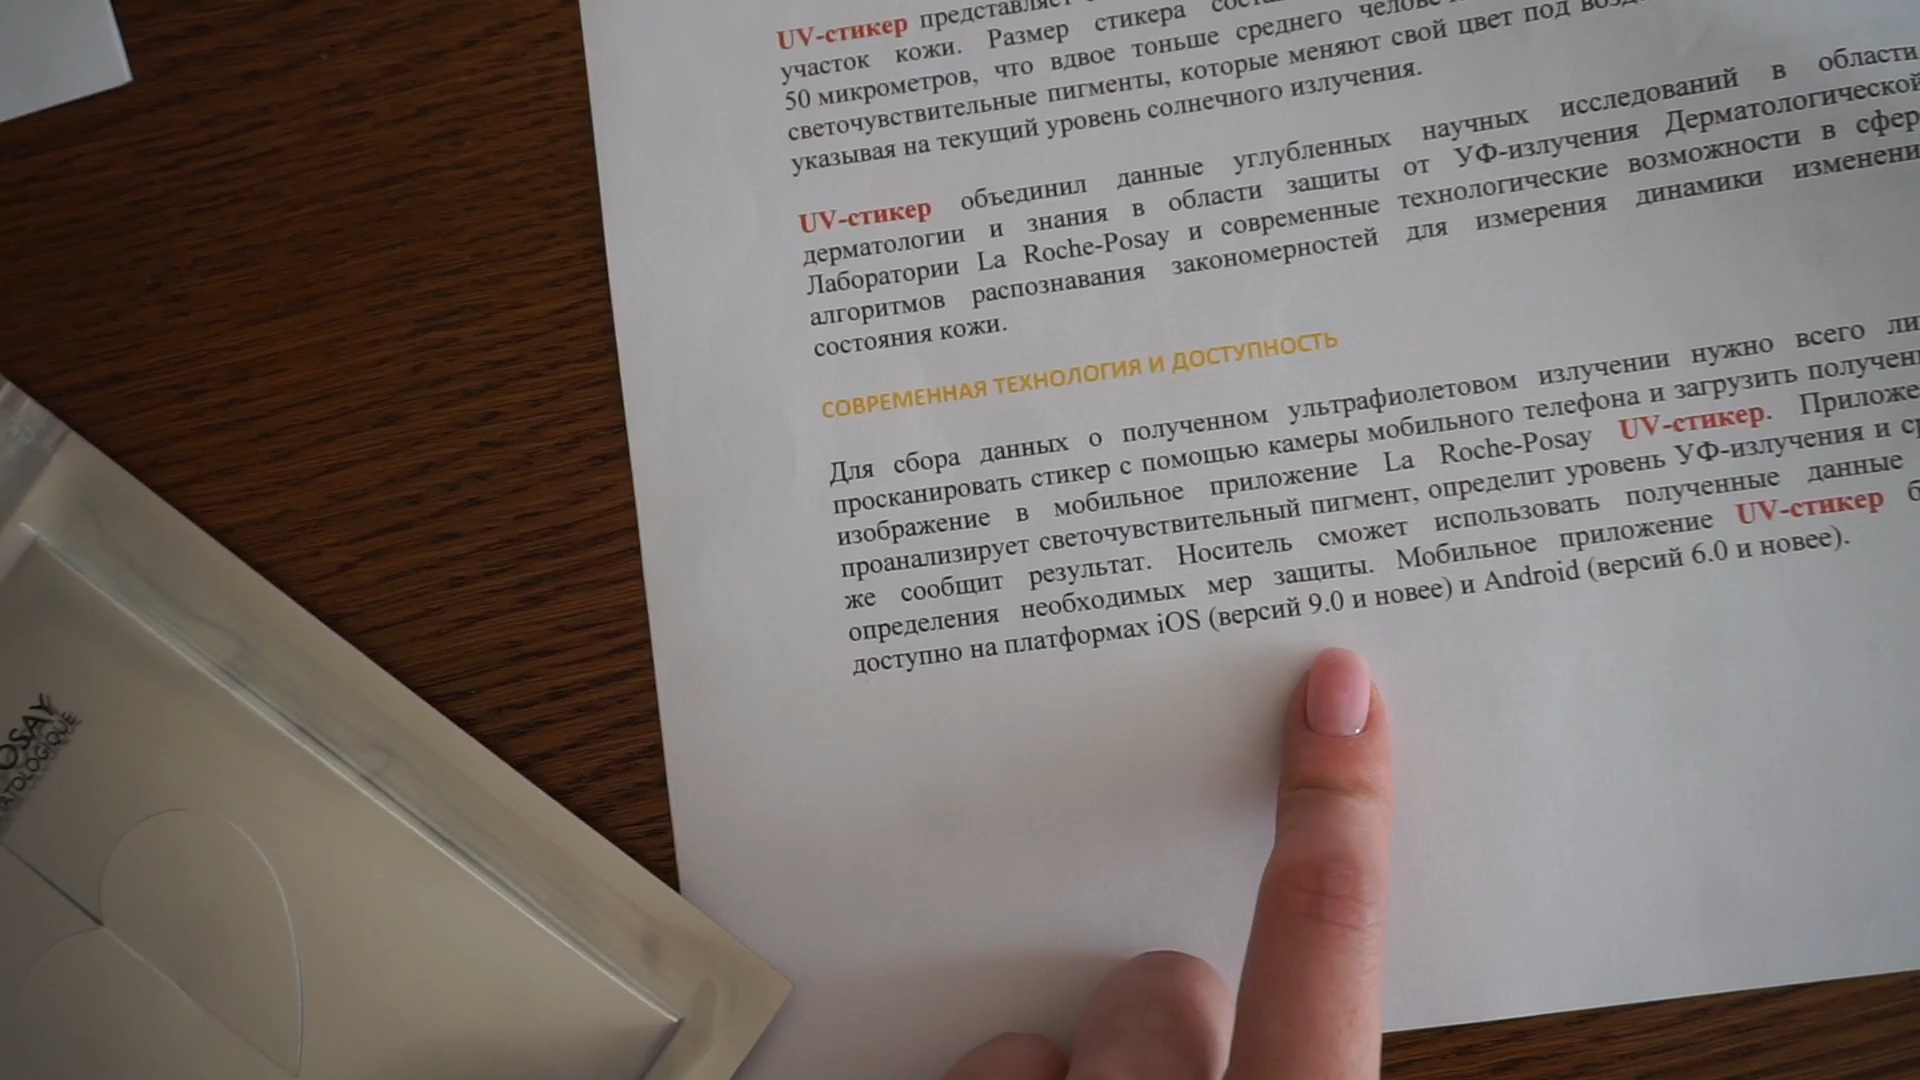 UV-стикер представляет
участок кожи. Размер стикера
50 микрометров, что вдвое тоньше среднего
светочувствительные пигменты, которые меняют свой цвет под
указывая на текущий уровень солнечного излучения.
UV-стикер объединил данные углубленных научных исследований в области
дерматологии и знания в области защиты от УФ-излучения Дерматологической
Лаборатории La Roche-Posay и современные технологические возможности в
алгоритмов распознавания закономерностей для измерения динамики
состояния кожи.
СОВРЕМЕННАЯ ТЕХНОЛОГИЯ И ДОСТУПНОСТЬ
Для сбора данных о полученном ультрафиолетовом излучении нужно всего
просканировать стикер с помощью камеры мобильного телефона и загрузить
изображение в мобильное приложение La Roche-Posay UV-стикер.
проанализирует светочувствительный пигмент, определит уровень УФ-излучения и
же сообщит результат. Носитель сможет использовать полученные данные
определения необходимых мер защиты. Мобильное приложение UV-стикер
доступно на платформах iOS (версий 9.0 и новее) и Android (версий 6.0 и новее).
OSAY
ATOLOGIQUE